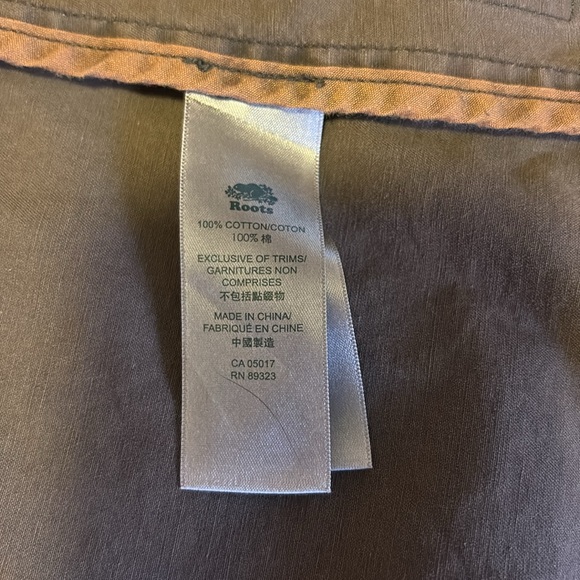 Roots
100% COTTON/COTON
100% 棉
EXCLUSIVE OF TRIMS/
GARNITURES NON
COMPRISES
不包括點綴物
MADE IN CHINA/
FABRIQUÉ EN CHINE
中國製造
CA 05017
RN 89323